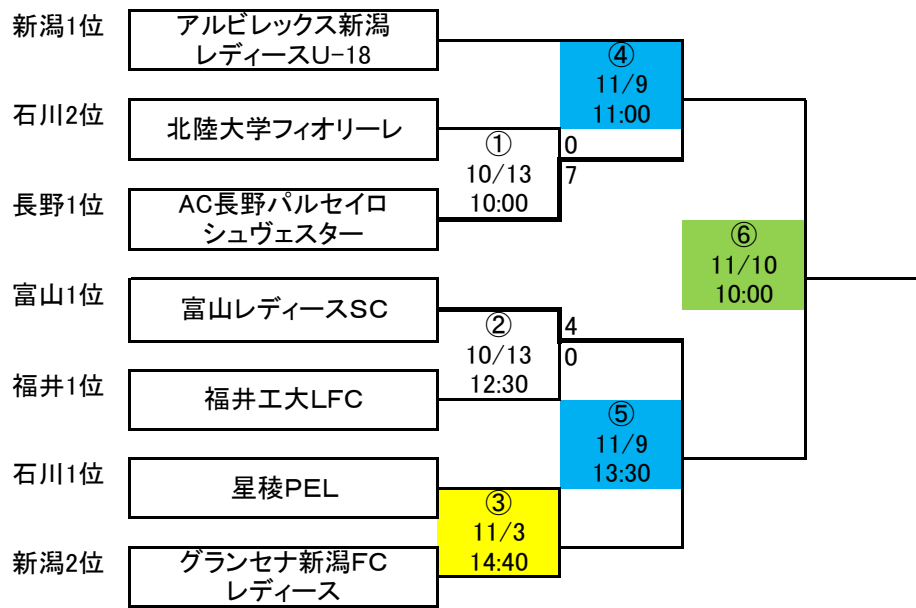 新潟1位
アルビレックス新潟
レディースU-18
④
11/9
11:00
石川2位
北陸大学フィオリーレ
①
10/13
10:00
0
7
長野1位
AC長野パルセイロ
シュヴェスター
⑥
11/10
10:00
富山1位
富山レディースSC
②
10/13
12:30
4
0
福井1位
福井工大LFC
⑤
11/9
13:30
石川1位
星稜PEL
③
11/3
14:40
新潟2位
グランセナ新潟FC
レディース